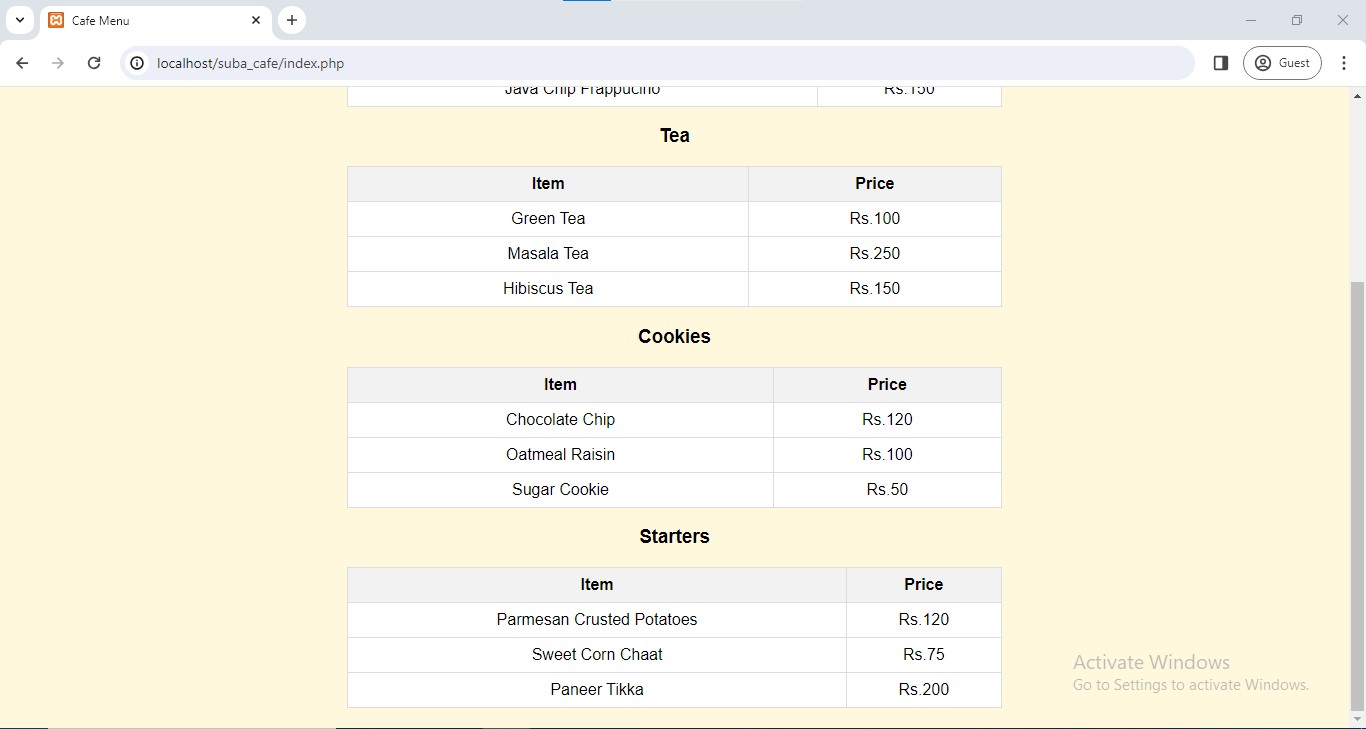 Cafe Menu
localhost/suba_cafe/index.php
Guest
Java Chip Frappucino Rs.150
Tea
Item Price
Green Tea Rs.100
Masala Tea Rs.250
Hibiscus Tea Rs.150
Cookies
Item Price
Chocolate Chip Rs.120
Oatmeal Raisin Rs.100
Sugar Cookie Rs.50
Starters
Item Price
Parmesan Crusted Potatoes Rs.120
Sweet Corn Chaat Rs.75
Paneer Tikka Rs.200
Activate Windows
Go to Settings to activate Windows.